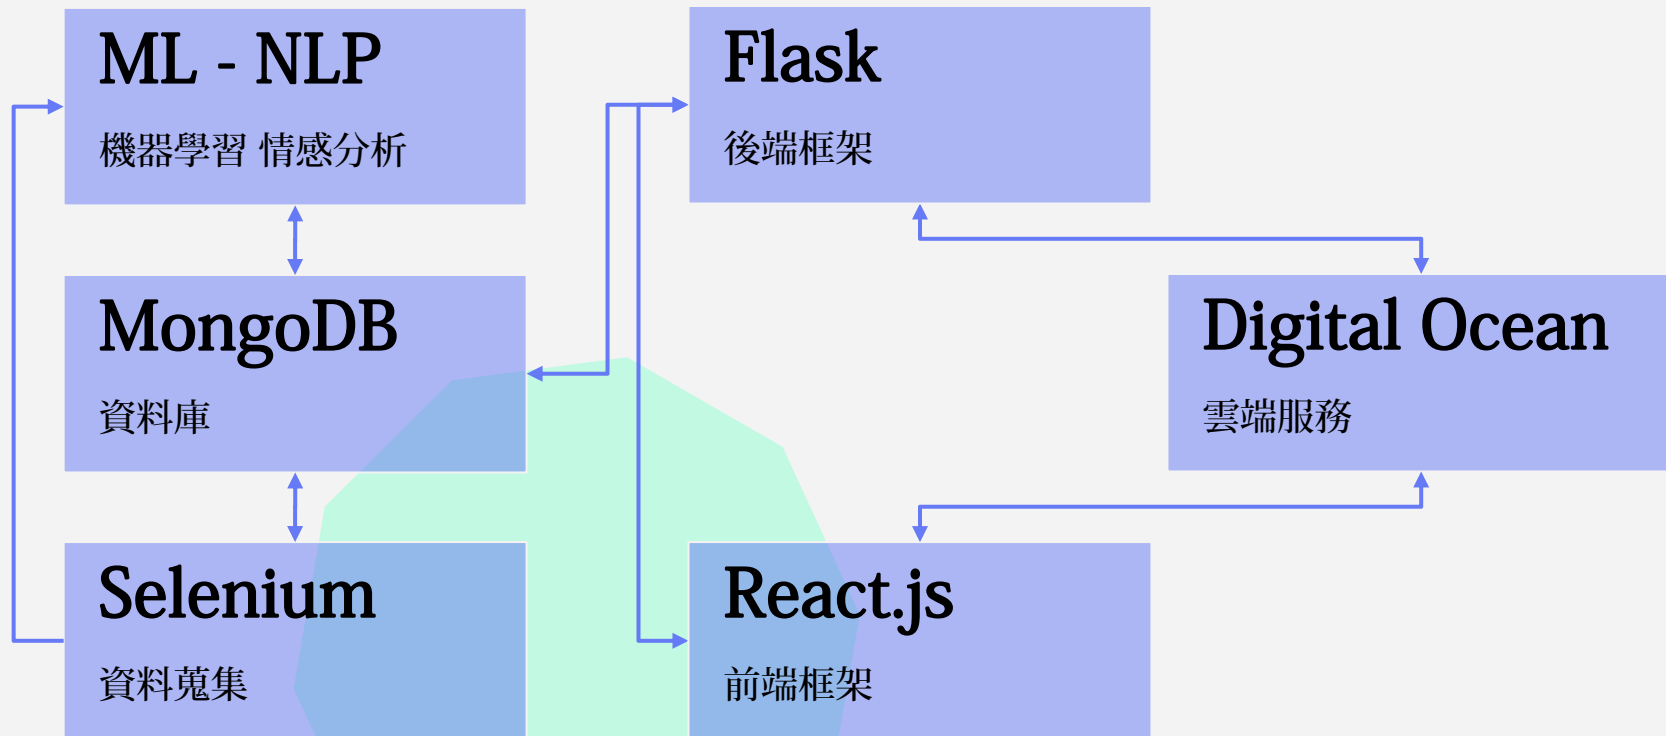 ML - NLP
機器學習 情感分析
MongoDB
資料庫
Selenium
資料蒐集
Flask
後端框架
React.js
前端框架
Digital Ocean
雲端服務